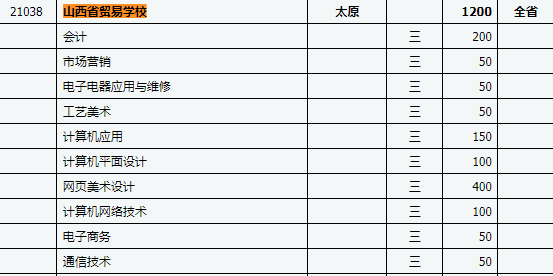 21038 山西省贸易学校 太原 1200 全省
会计 三 200
市场营销 三 50
电子电器应用与维修 三 50
工艺美术 三 50
计算机应用 三 150
计算机平面设计 三 100
网页美术设计 三 400
计算机网络技术 三 100
电子商务 三 50
通信技术 三 50